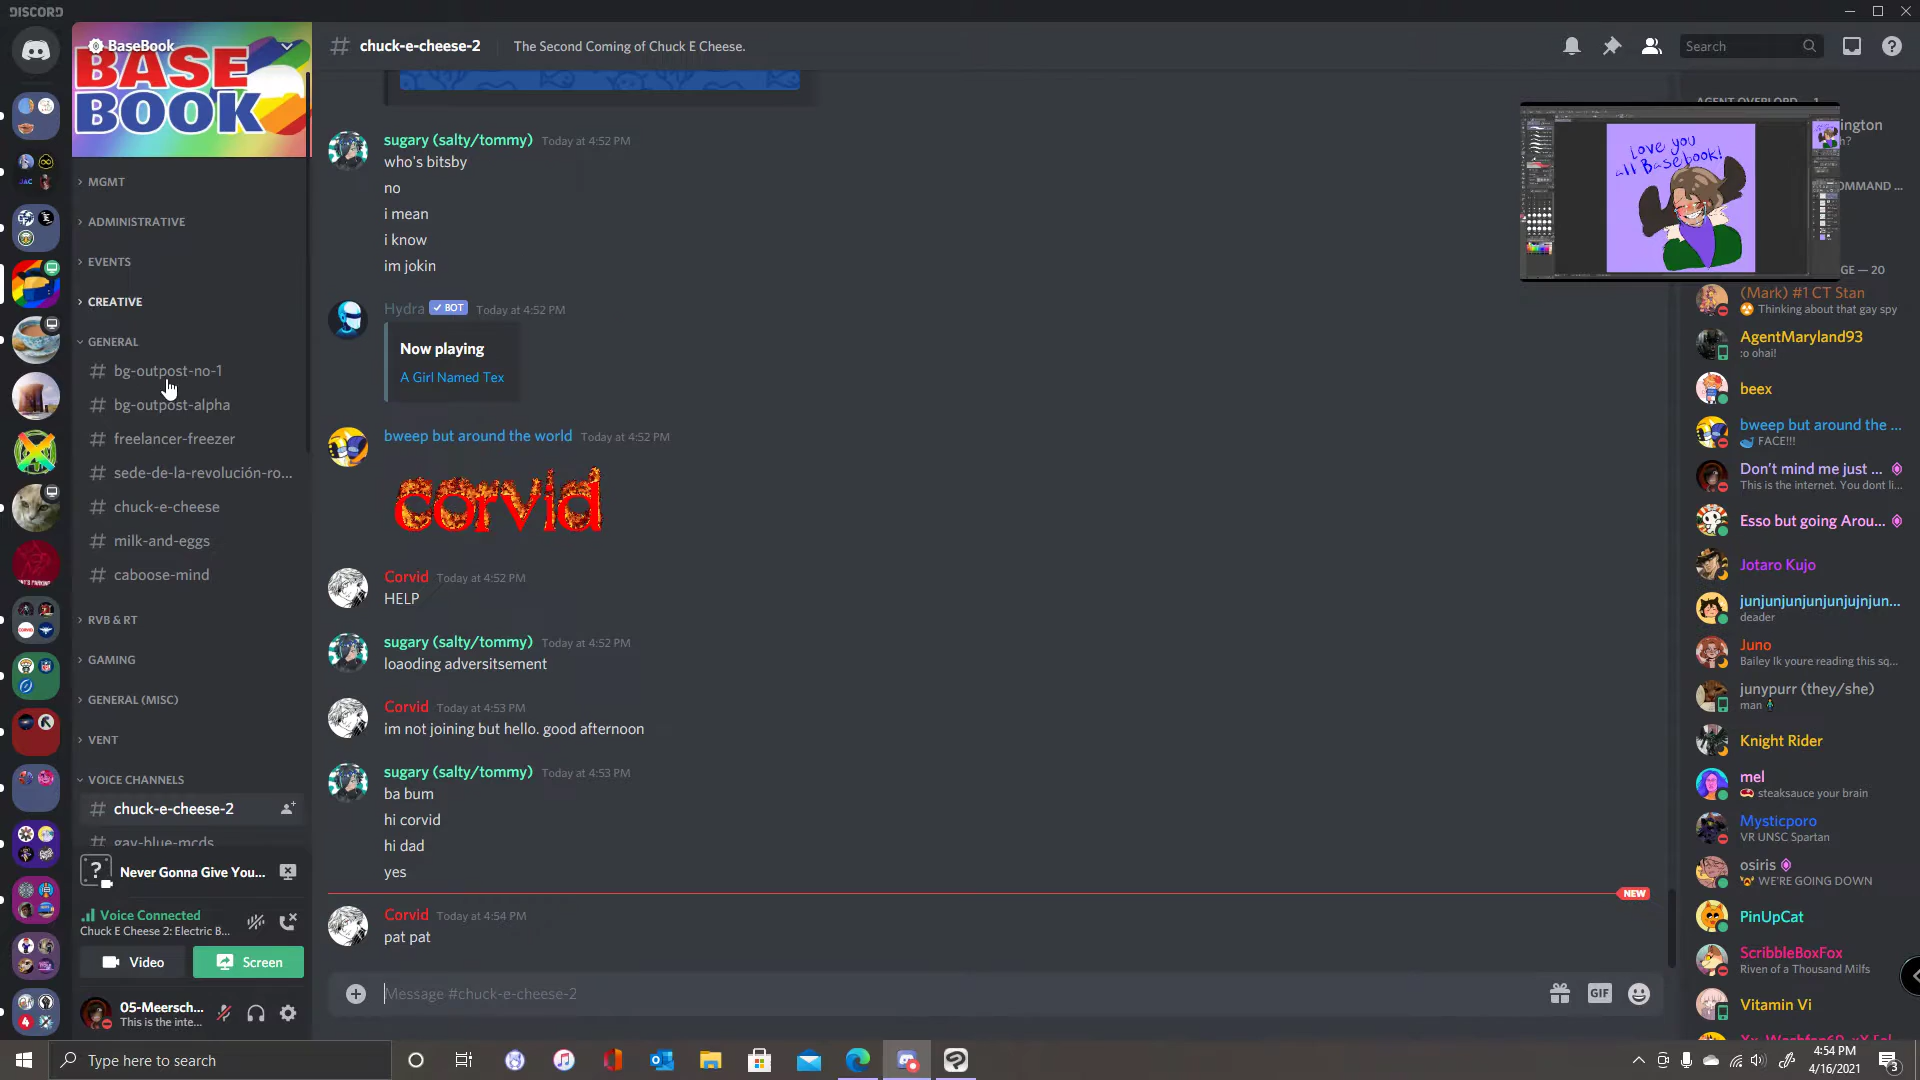 DISCORD
BaseBook
BASE
BOOK
MGMT
ADMINISTRATIVE
EVENTS
CREATIVE
GENERAL
bg-outpost-no-1
bg-outpost-alpha
freelancer-freezer
sede-de-la-revolución-ro...
chuck-e-cheese
milk-and-eggs
caboose-mind
RVB & RT
GAMING
GENERAL (MISC)
VENT
VOICE CHANNELS
chuck-e-cheese-2
gay-blue-mcds
Never Gonna Give You...
Voice Connected
Chuck E Cheese 2: Electric B...
Video
Screen
05-Meersch...
This is the inte...
chuck-e-cheese-2
The Second Coming of Chuck E Cheese.
Search
sugary (salty/tommy) Today at 4:52 PM
who's bitsby
no
i mean
i know
im jokin
Hydra BOT Today at 4:52 PM
Now playing
A Girl Named Tex
bweep but around the world Today at 4:52 PM
corvid
Corvid Today at 4:52 PM
HELP
sugary (salty/tommy) Today at 4:52 PM
loaoding adversitsement
Corvid Today at 4:53 PM
im not joining but hello. good afternoon
sugary (salty/tommy) Today at 4:53 PM
ba bum
hi corvid
hi dad
yes
NEW
Corvid Today at 4:54 PM
pat pat
Message #chuck-e-cheese-2
GIF
Love you
all Basebook!
AGENT OVERLORD — 1
ington
n?
OMMAND ...
GE — 20
(Mark) #1 CT Stan
Thinking about that gay spy
AgentMaryland93
:o ohai!
beex
bweep but around the ...
FACE!!!
Don't mind me just ...
This is the internet. You dont li...
Esso but going Arou...
Jotaro Kujo
junjunjunjunjunjujnjun...
deader
Juno
Bailey Ik youre reading this sq...
junypurr (they/she)
man
Knight Rider
mel
steaksauce your brain
Mysticporo
VR UNSC Spartan
osiris
WE'RE GOING DOWN
PinUpCat
ScribbleBoxFox
Riven of a Thousand Milfs
Vitamin Vi
Type here to search
4:54 PM
4/16/2021
3